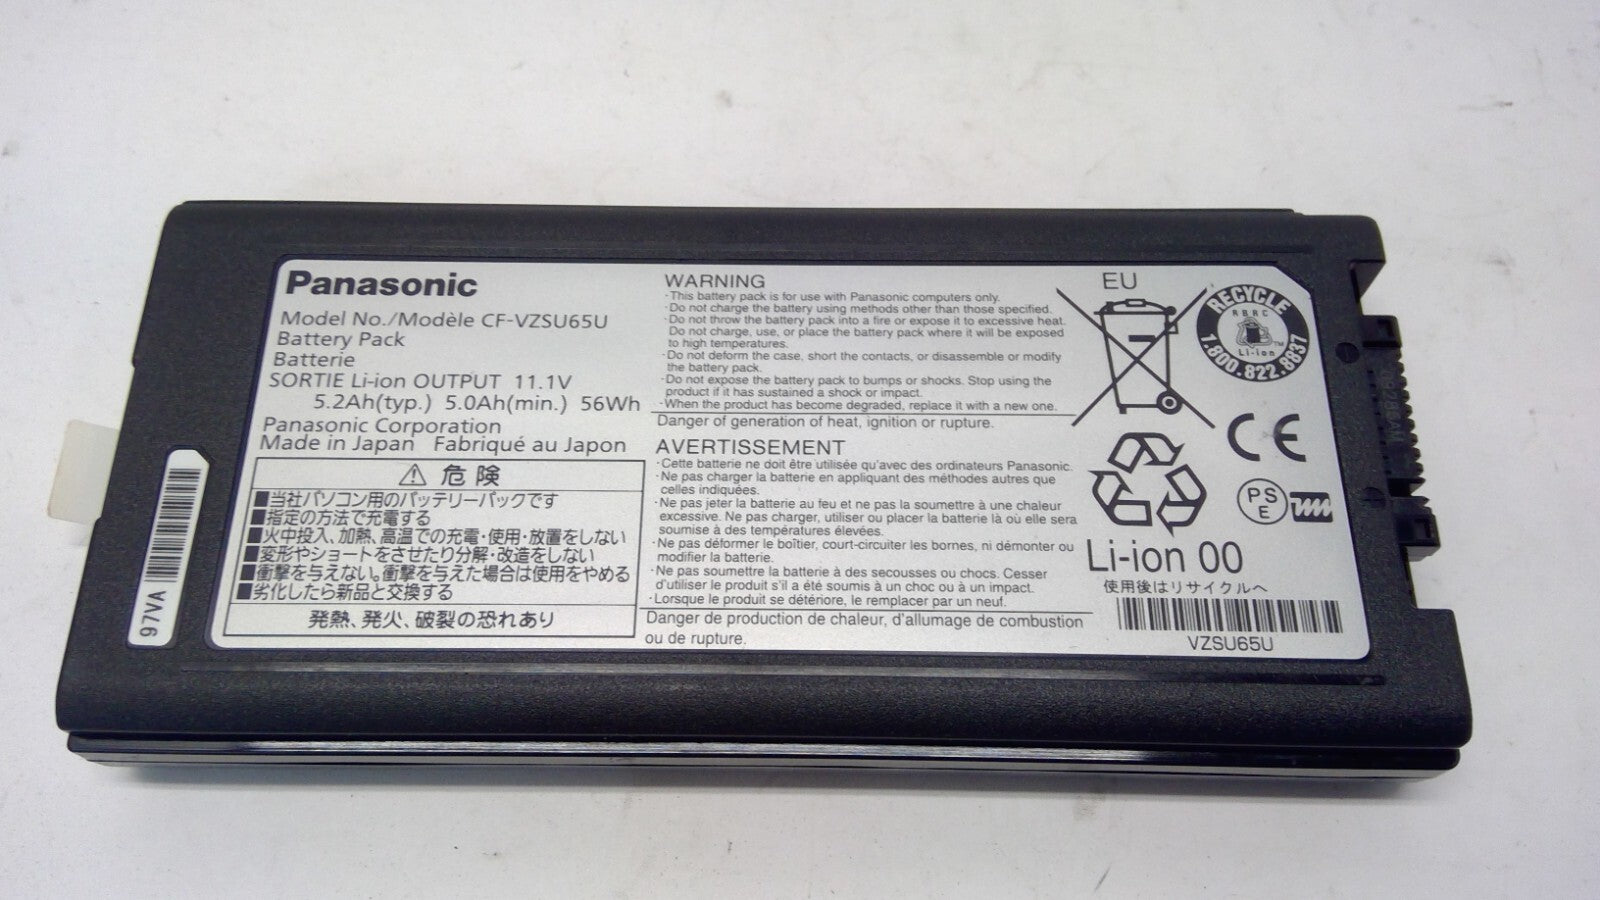 Panasonic
Model No./Modèle CF-VZSU65U
Battery Pack
Batterie
SORTIE Li-ion OUTPUT 11.1V
5.2Ah(typ.) 5.0Ah(min.) 56Wh
Panasonic Corporation
Made in Japan Fabriqué au Japon
危険
■当社パソコン用のバッテリーパックです
■指定の方法で充電する
■火中投入、加熱、高温での充電・使用・放置をしない
■変形やショートをさせたり分解・改造をしない
■衝撃を与えない。衝撃を与えた場合は使用をやめる
■劣化したら新品と交換する
発熱、発火、破裂の恐れあり
97VA
WARNING
·This battery pack is for use with Panasonic computers only.
·Do not charge the battery using methods other than those specified.
·Do not throw the battery pack into a fire or expose it to excessive heat.
Do not charge, use, or place the battery pack where it will be exposed
to high temperatures.
·Do not deform the case, short the contacts, or disassemble or modify
the battery pack.
·Do not expose the battery pack to bumps or shocks. Stop using the
product if it has sustained a shock or impact.
·When the product has become degraded, replace it with a new one.
Danger of generation of heat, ignition or rupture.
AVERTISSEMENT
·Cette batterie ne doit être utilisée qu'avec des ordinateurs Panasonic.
·Ne pas charger la batterie en appliquant des méthodes autres que
celles indiquées.
·Ne pas jeter la batterie au feu et ne pas la soumettre à une chaleur
excessive. Ne pas charger, utiliser ou placer la batterie là où elle sera
soumise à des températures élevées.
·Ne pas déformer le boîtier, court-circuiter les bornes, ni démonter ou
modifier la batterie.
·Ne pas soumettre la batterie à des secousses ou chocs. Cesser
d'utiliser le produit s'il a été soumis à un choc ou à un impact.
·Lorsque le produit se détériore, le remplacer par un neuf.
Danger de production de chaleur, d'allumage de combustion
ou de rupture.
EU
RECYCLE
RBRC
Li-ion
TM
1.800.822.8837
CE
PS
E
Li-ion 00
使用後はリサイクルへ
VZSU65U